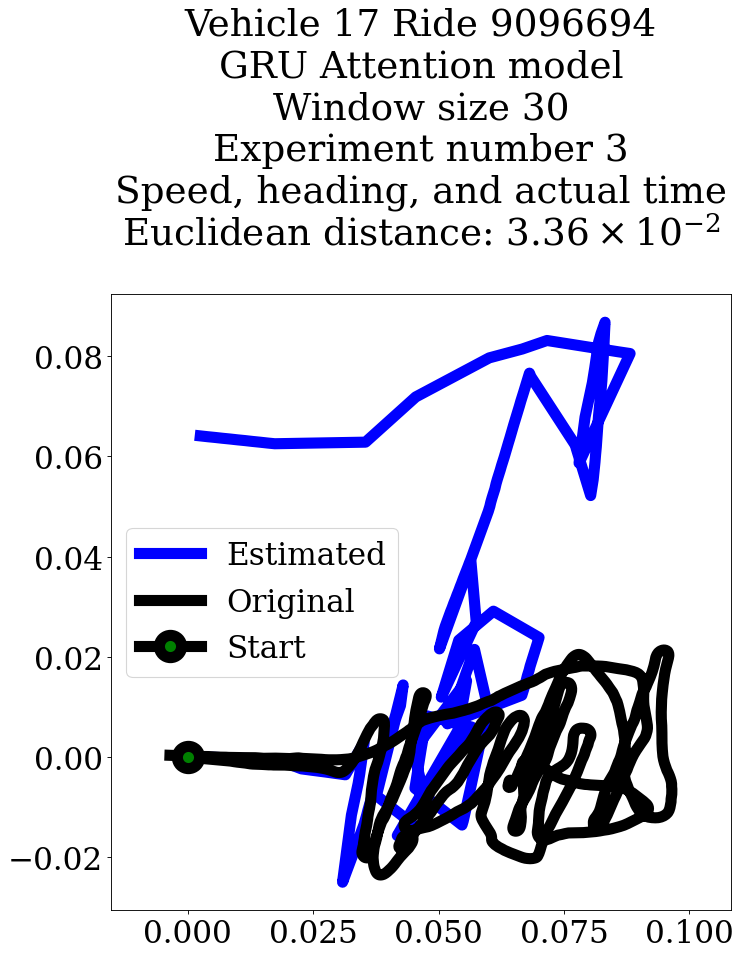 Vehicle 17 Ride 9096694
GRU Attention model
Window size 30
Experiment number 3
Speed, heading, and actual time
Euclidean distance: 3.36 × 10⁻²
0.08
0.06
0.04
0.02
0.00
−0.02
Estimated
Original
Start
0.000 0.025 0.050 0.075 0.100